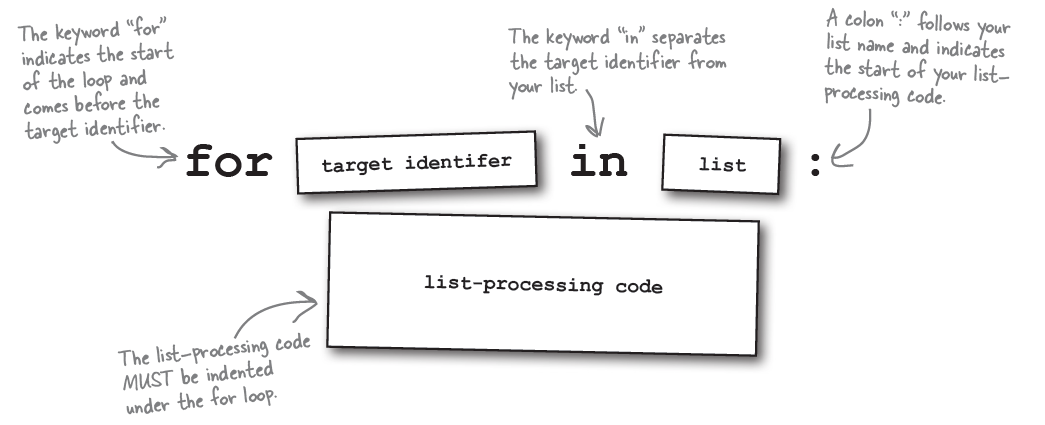 The keyword “for”
indicates the start
of the loop and
comes before the
target identifier.
The keyword “in” separates
the target identifier from
your list.
A colon “:” follows your
list name and indicates
the start of your list-
processing code.
for target identifer in list :
list-processing code
The list-processing code
MUST be indented
under the for loop.